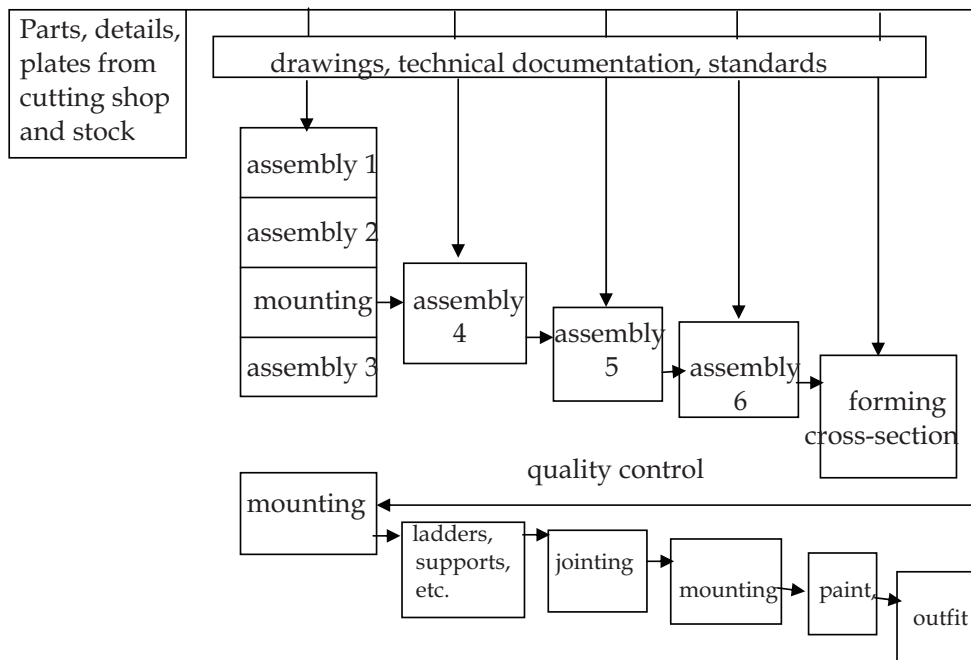 Parts, details,
plates from
cutting shop
and stock
drawings, technical documentation, standards
assembly 1
assembly 2
mounting
assembly 3
assembly
4
assembly
5
assembly
6
forming
cross-section
quality control
mounting
ladders,
supports,
etc.
jointing
mounting
paint,
outfit